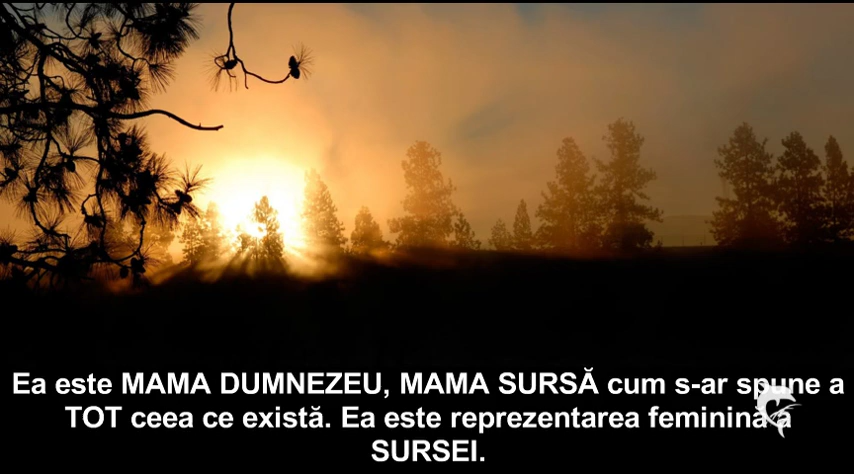 Ea este MAMA DUMNEZEU, MAMA SURSĂ cum s-ar spune a
TOT ceea ce există. Ea este reprezentarea feminină a
SURSEI.